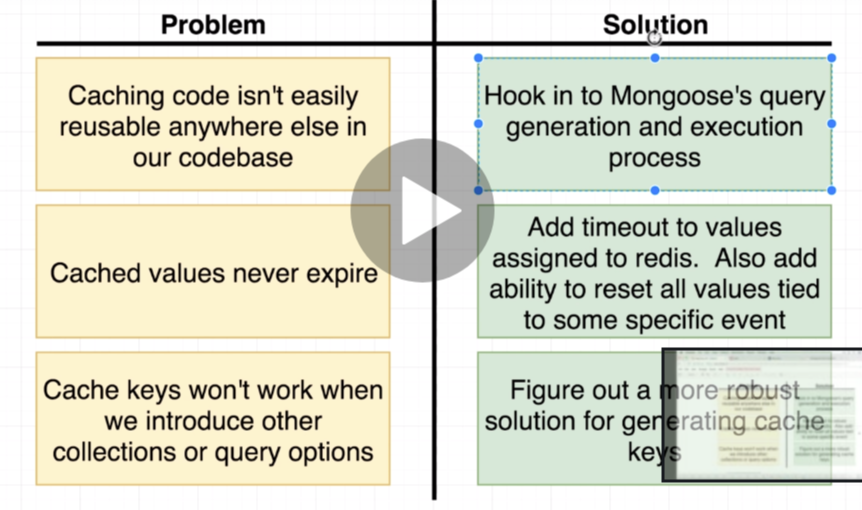 Problem
Solution
Caching code isn't easily
reusable anywhere else in
our codebase
Hook in to Mongoose's query
generation and execution
process
Cached values never expire
Add timeout to values
assigned to redis.  Also add
ability to reset all values tied
to some specific event
Cache keys won't work when
we introduce other
collections or query options
Figure out a more robust
solution for generating cache
keys